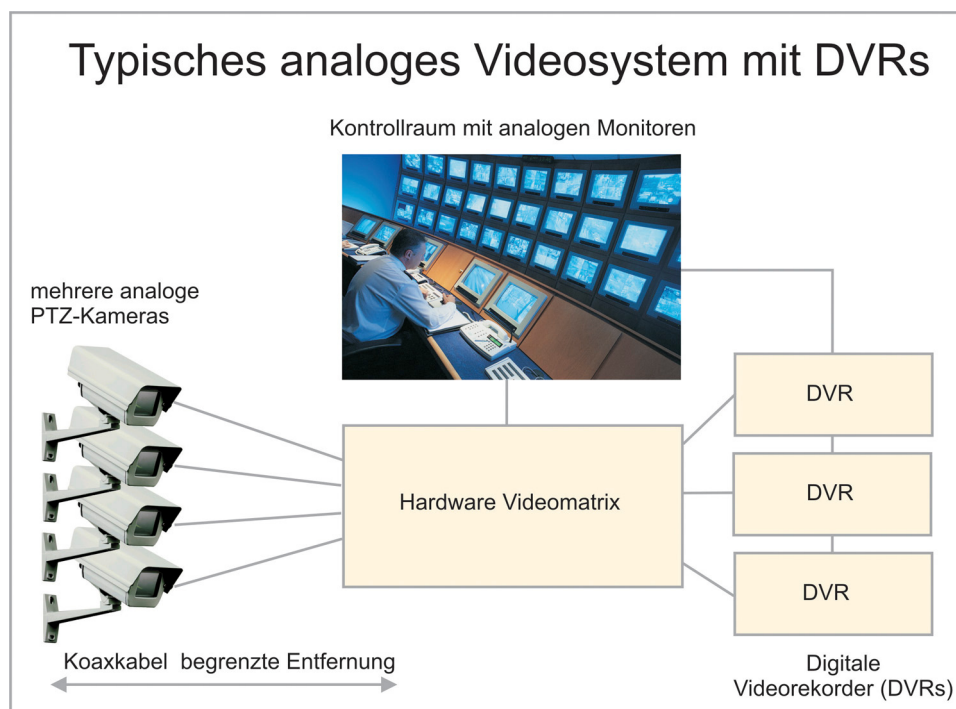 Typisches analoges Videosystem mit DVRs
Kontrollraum mit analogen Monitoren
mehrere analoge
PTZ-Kameras
DVR
Hardware Videomatrix
DVR
DVR
Koaxkabel begrenzte Entfernung
Digitale
Videorekorder (DVRs)